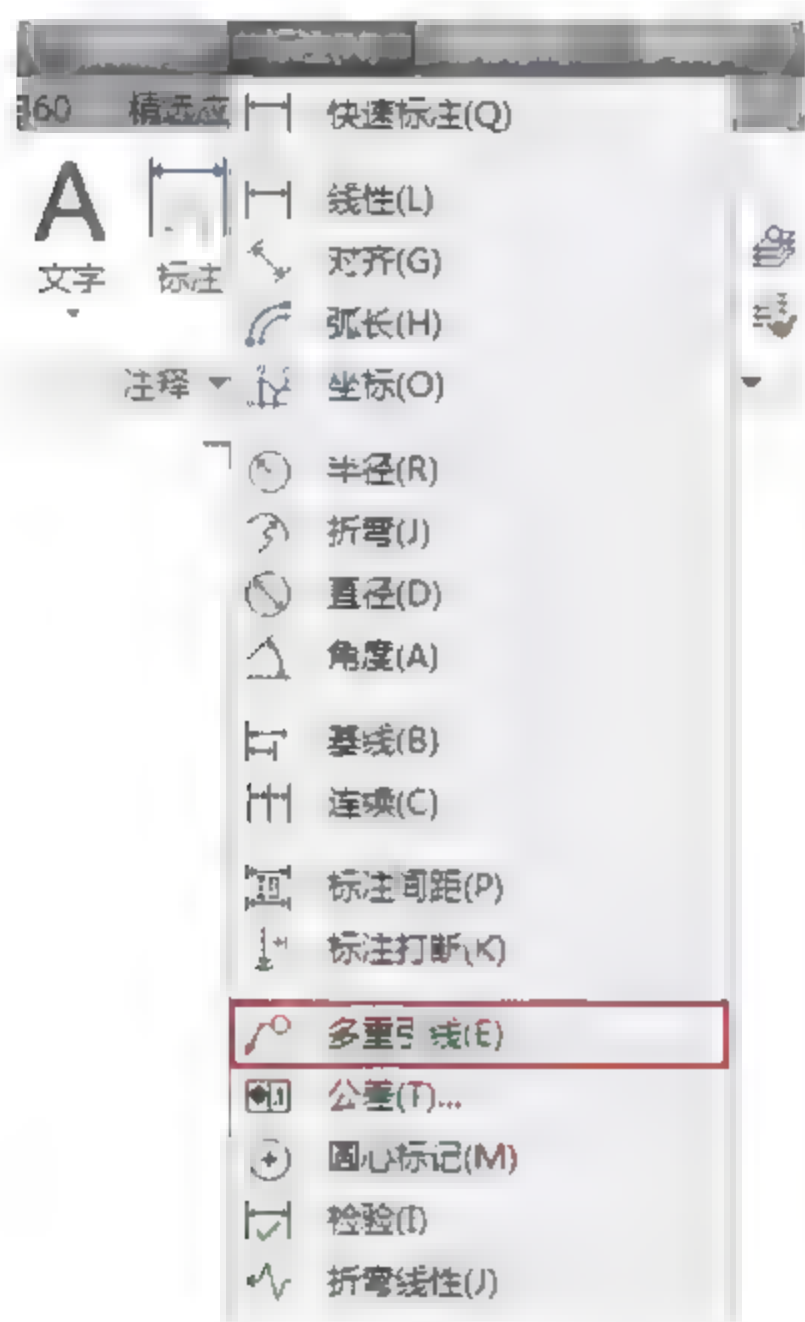 360 精选应
快速标注(Q)
A
线性(L)
对齐(G)
文字 标注
弧长(H)
注释
坐标(O)
半径(R)
折弯(J)
直径(D)
角度(A)
基线(B)
连续(C)
标注间距(P)
标注打断(K)
多重引线(E)
公差(T)...
圆心标记(M)
检验(I)
折弯线性(J)